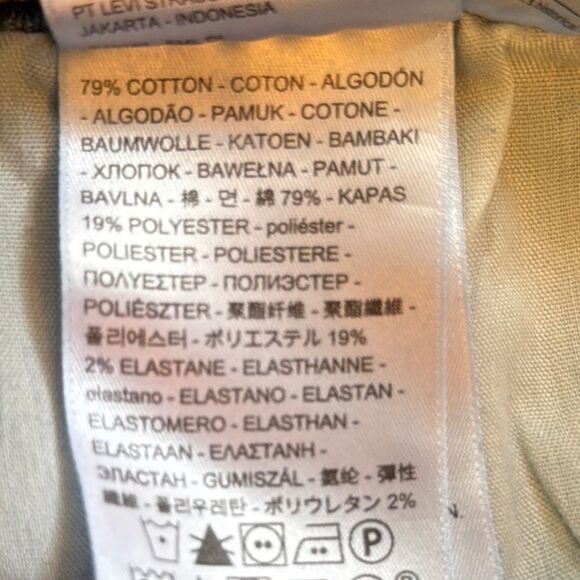 PT LEVI STRAUSS
JAKARTA - INDONESIA
79% COTTON - COTON - ALGODÓN
- ALGODÃO - PAMUK - COTONE -
BAUMWOLLE - KATOEN - BAMBAKI
- ХЛОПОК - BAWEŁNA - PAMUT -
BAVLNA - 棉 - 면 - 綿 79% - KAPAS
19% POLYESTER - poliéster -
POLIESTER - POLIESTERE -
ΠΟΛΥΕΣΤΕΡ - ПОЛИЭСТЕР -
POLIÉSZTER - 聚酯纤维 - 聚酯纖維 -
폴리에스터 - ポリエステル 19%
2% ELASTANE - ELASTHANNE -
elastano - ELASTANO - ELASTAN -
ELASTOMERO - ELASTHAN -
ELASTAAN - ΕΛΑΣΤΑΝΗ -
ЭЛАСТАН - GUMISZÁL - 氨纶 - 彈性
纖維 - 폴리우레탄 - ポリウレタン 2%
P
N.